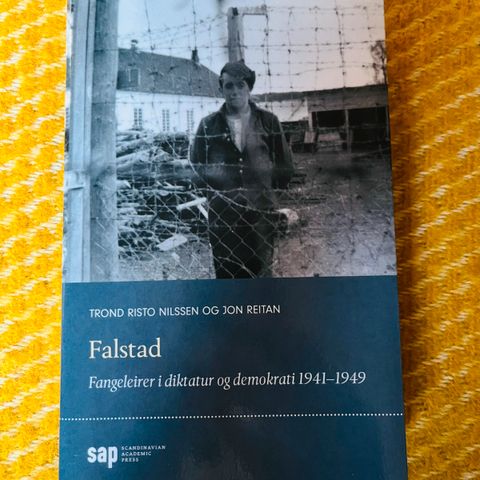 TROND RISTO NILSSEN OG JON REITAN
Falstad
Fangeleirer i diktatur og demokrati 1941–1949
sap
SCANDINAVIAN
ACADEMIC
PRESS